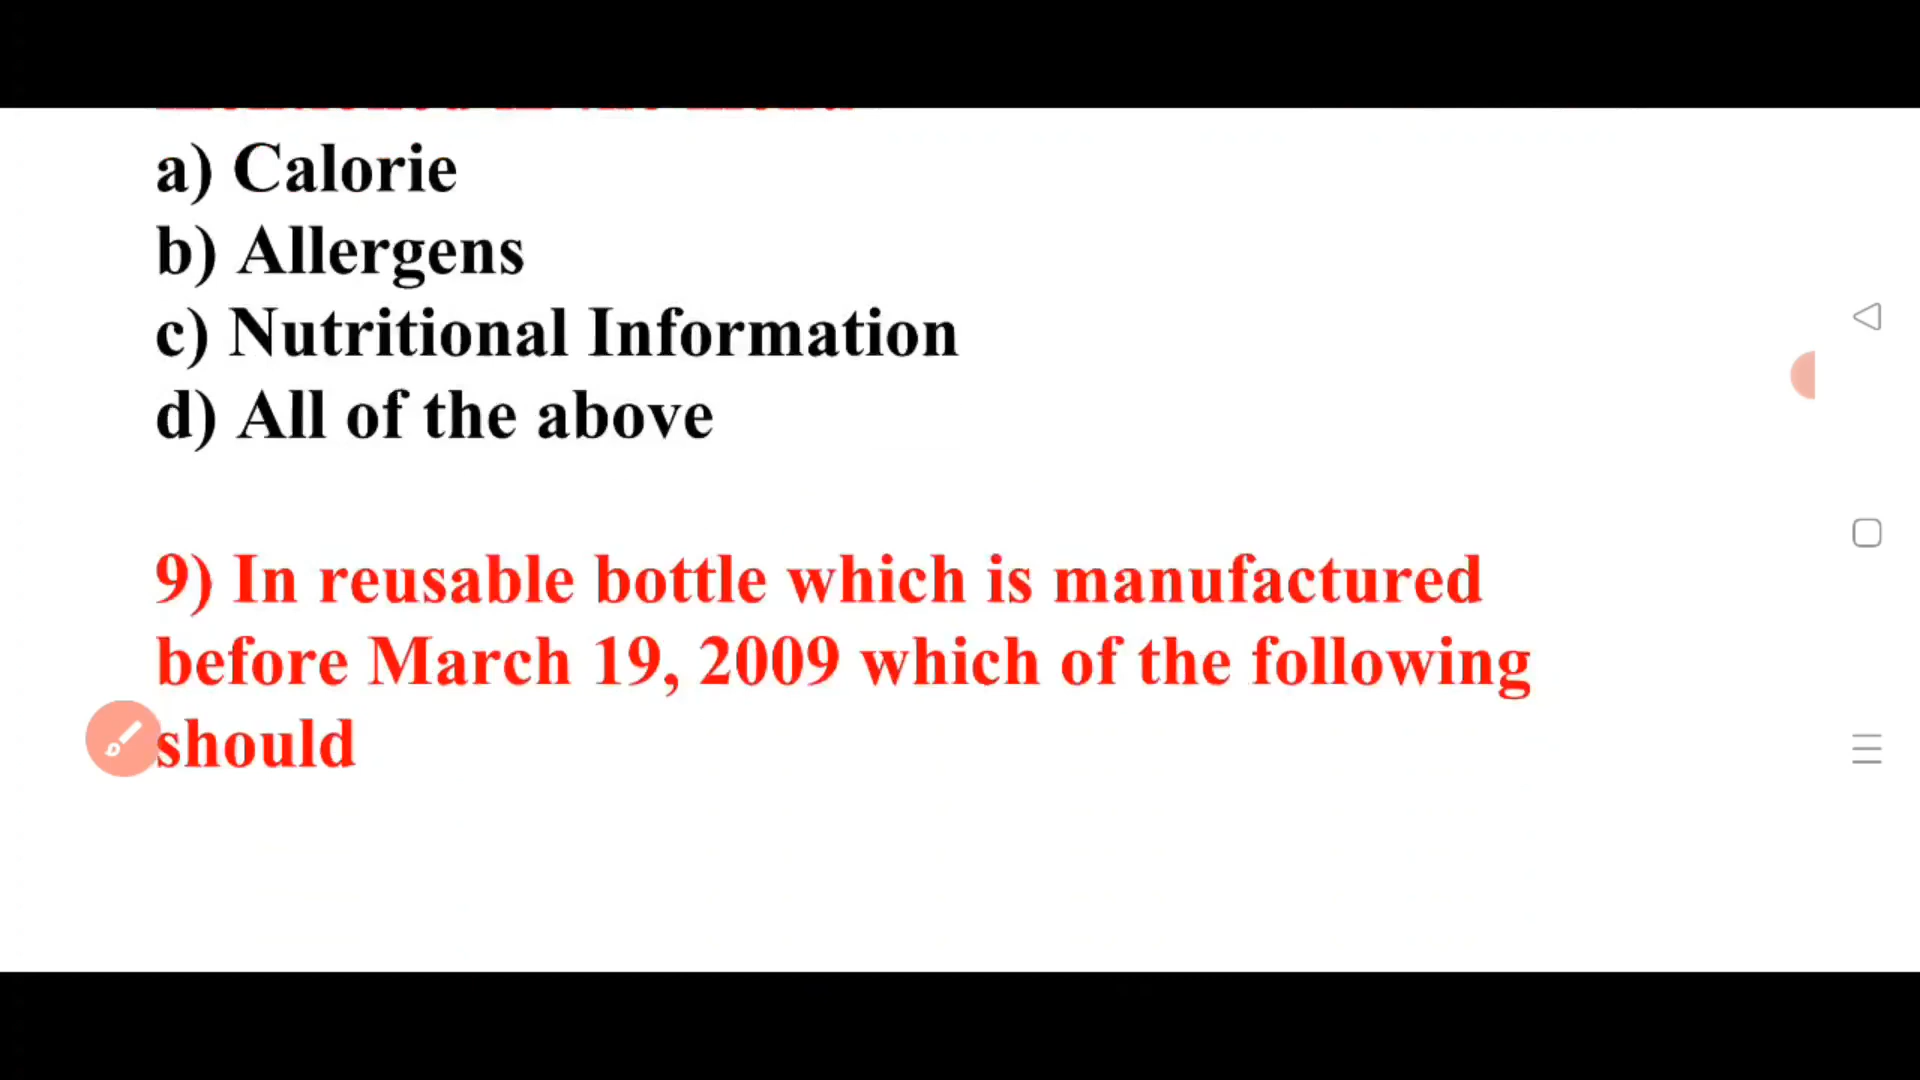 a) Calorie
b) Allergens
c) Nutritional Information
d) All of the above
9) In reusable bottle which is manufactured
before March 19, 2009 which of the following
should